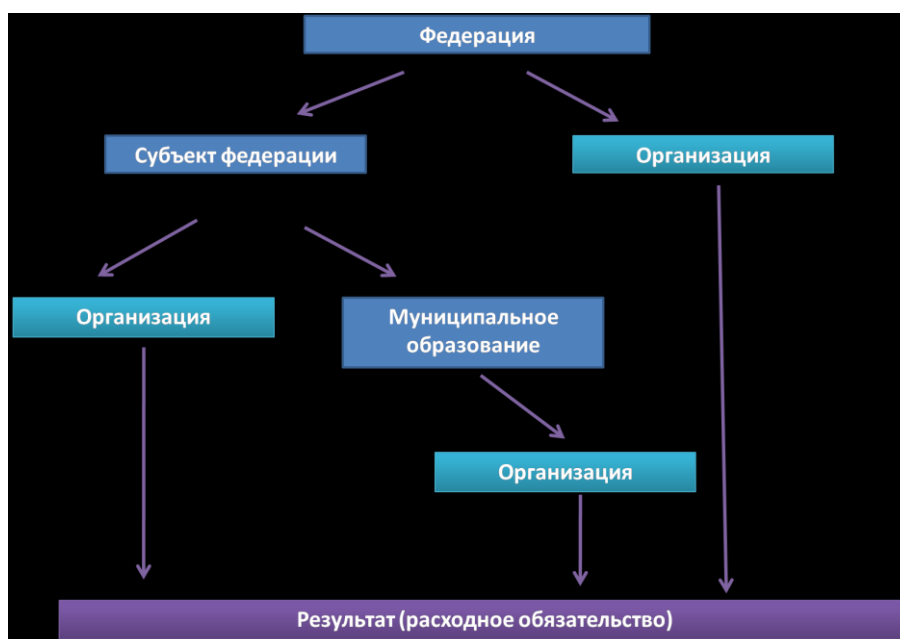 Федерация
Субъект федерации
Организация
Организация
Муниципальное
образование
Организация
Результат (расходное обязательство)